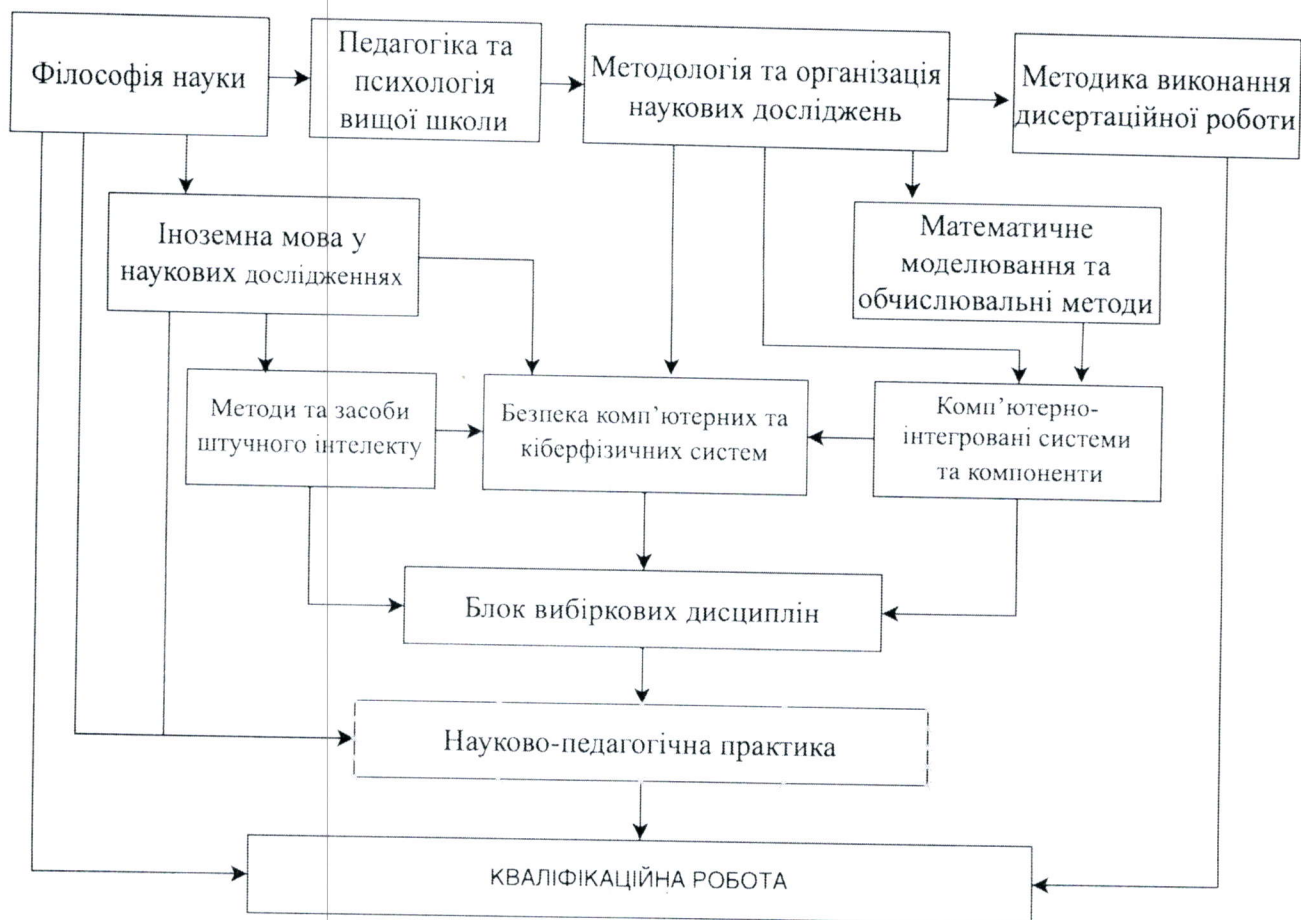 Філософія науки
Педагогіка та
психологія
вищої школи
Методологія та організація
наукових досліджень
Методика виконання
дисертаційної роботи
Іноземна мова у
наукових дослідженнях
Математичне
моделювання та
обчислювальні методи
Методи та засоби
штучного інтелекту
Безпека комп’ютерних та
кіберфізичних систем
Комп’ютерно-
інтегровані системи
та компоненти
Блок вибіркових дисциплін
Науково-педагогічна практика
КВАЛІФІКАЦІЙНА РОБОТА